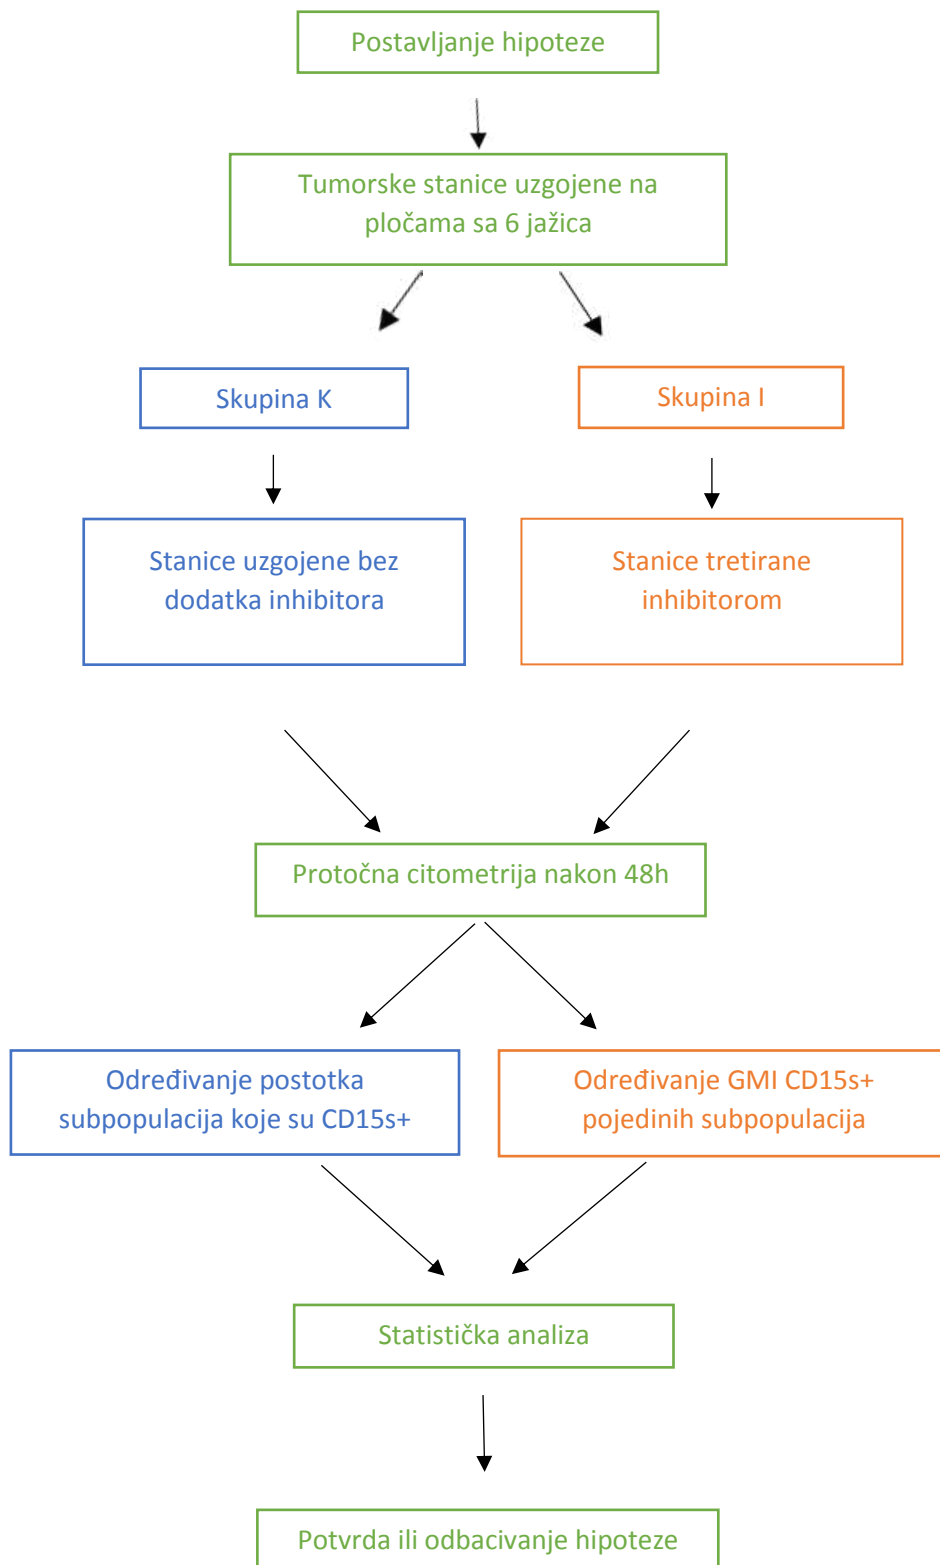 Postavljanje hipoteze
Tumorske stanice uzgojene na
pločama sa 6 jažica
Skupina K
Skupina I
Stanice uzgojene bez
dodatka inhibitora
Stanice tretirane
inhibitorom
Protočna citometrija nakon 48h
Određivanje postotka
subpopulacija koje su CD15s+
Određivanje GMI CD15s+
pojedinih subpopulacija
Statistička analiza
Potvrda ili odbacivanje hipoteze